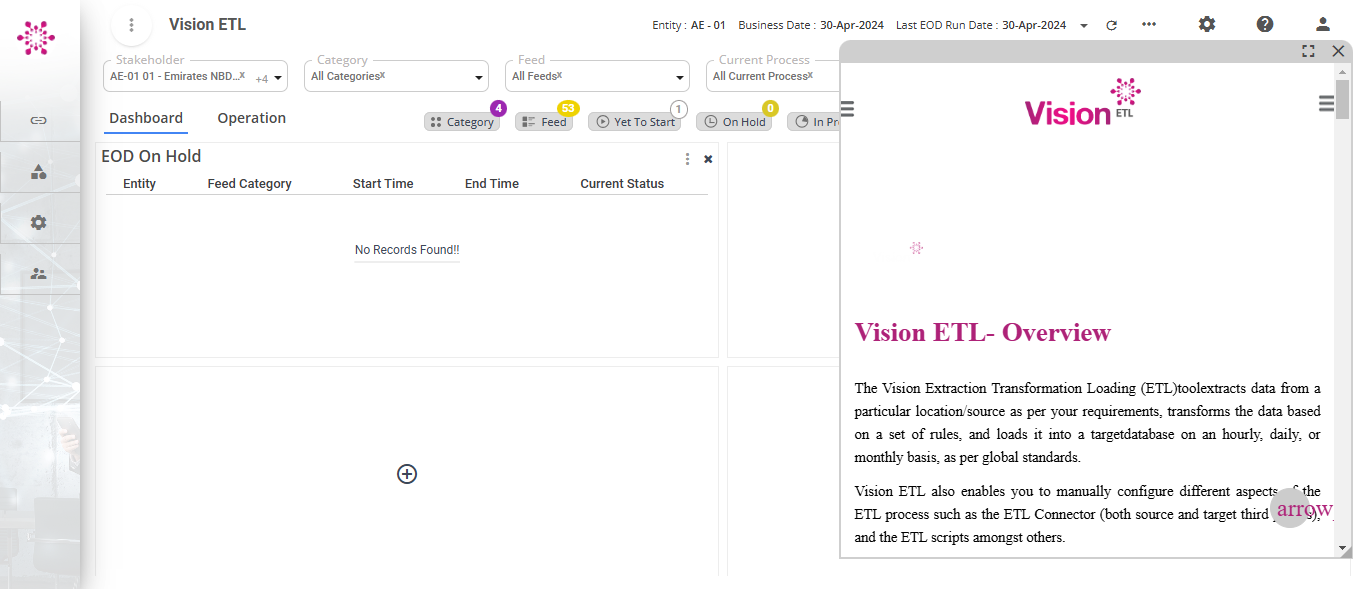 Vision ETL
Entity : AE - 01 Business Date : 30-Apr-2024 Last EOD Run Date : 30-Apr-2024
Stakeholder
AE-01 01 - Emirates NBD...x +4
Category
All Categoriesx
Feed
All Feedsx
Current Process
All Current Processx
Dashboard Operation
Category 4
Feed 53
Yet To Start 1
On Hold 0
In Pr
EOD On Hold
Entity Feed Category Start Time End Time Current Status
No Records Found!!
Vision ETL
Vision ETL- Overview
The Vision Extraction Transformation Loading (ETL)toolextracts data from a
particular location/source as per your requirements, transforms the data based
on a set of rules, and loads it into a targetdatabase on an hourly, daily, or
monthly basis, as per global standards.
Vision ETL also enables you to manually configure different aspects of the
ETL process such as the ETL Connector (both source and target third s),
and the ETL scripts amongst others.
arrow